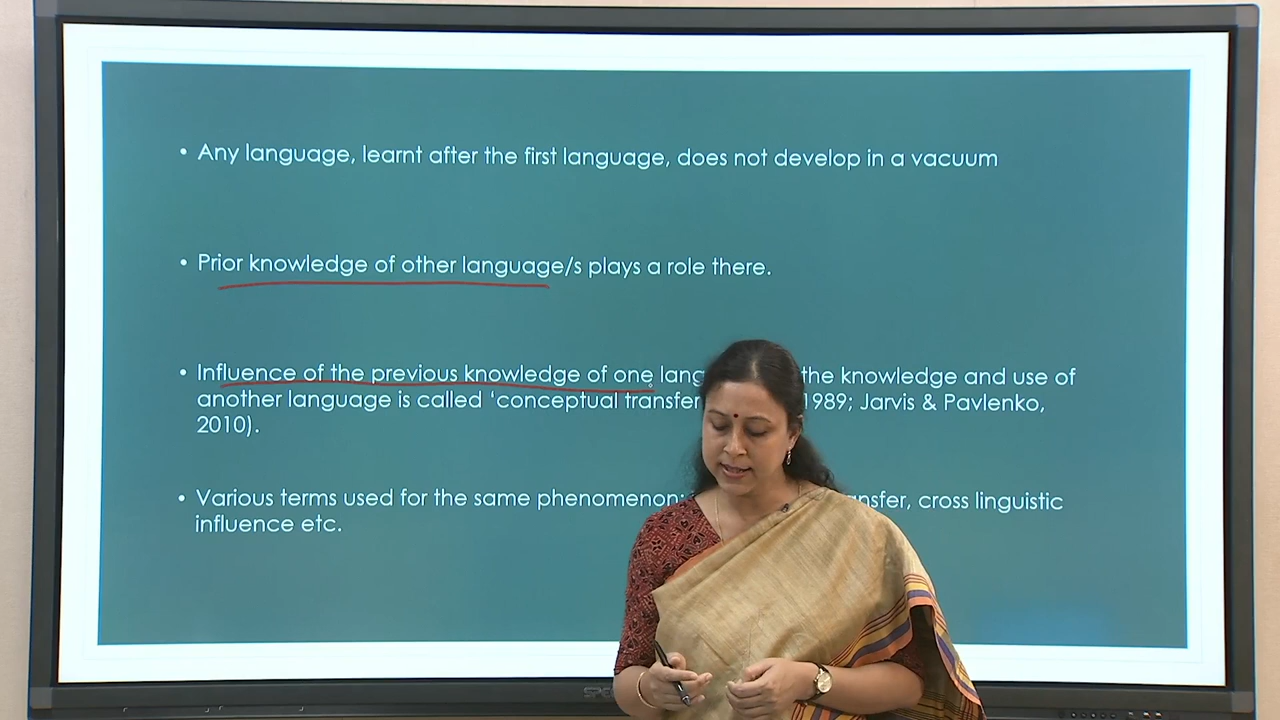 • Any language, learnt after the first language, does not develop in a vacuum
• Prior knowledge of other language/s plays a role there.
• Influence of the previous knowledge of one the knowledge and use of
another language is called ‘conceptual transfer 1989; Jarvis & Pavlenko,
2010).
• Various terms used for the same phenomenon: cross linguistic
influence etc.